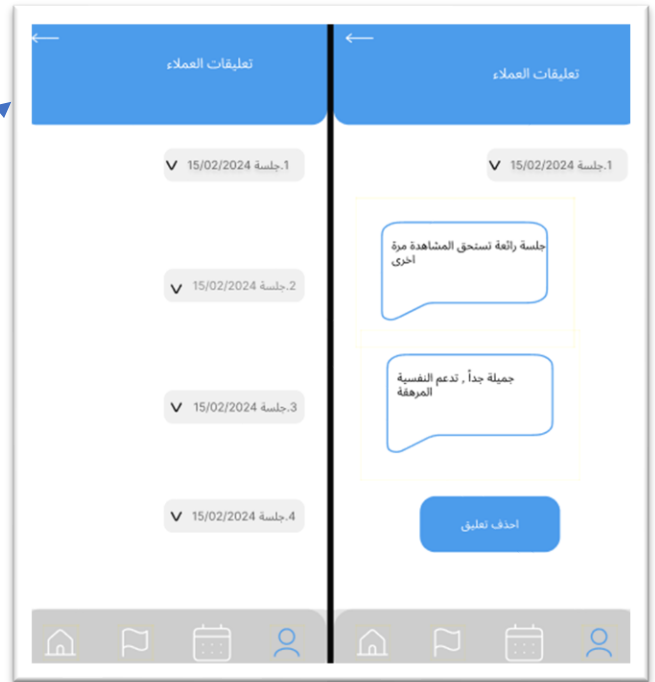 تعليقات العملاء
1.جلسة 15/02/2024
جلسة رائعة تستحق المشاهدة مرة
اخرى
جميلة جداً , تدعم النفسية
المرهقة
احذف تعليق
تعليقات العملاء
1.جلسة 15/02/2024
2.جلسة 15/02/2024
3.جلسة 15/02/2024
4.جلسة 15/02/2024